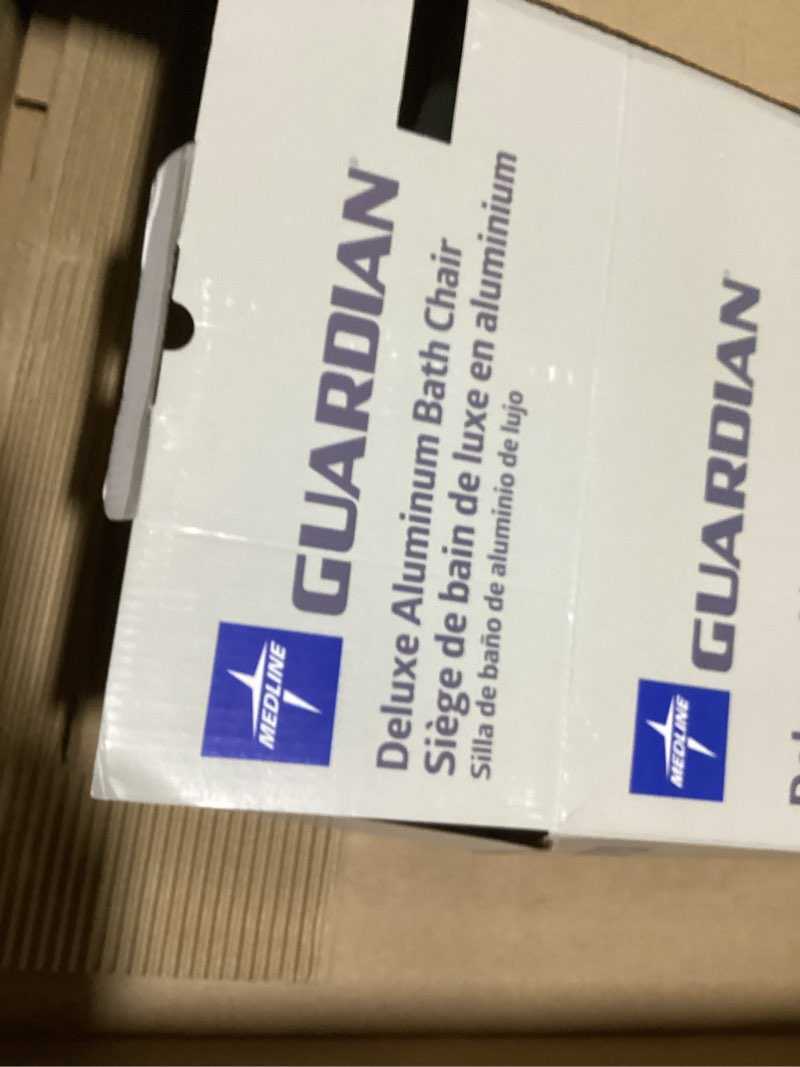 MEDLINE
GUARDIAN
Deluxe Aluminum Bath Chair
Siège de bain de luxe en aluminium
Silla de baño de aluminio de lujo
MEDLINE
GUARDIAN